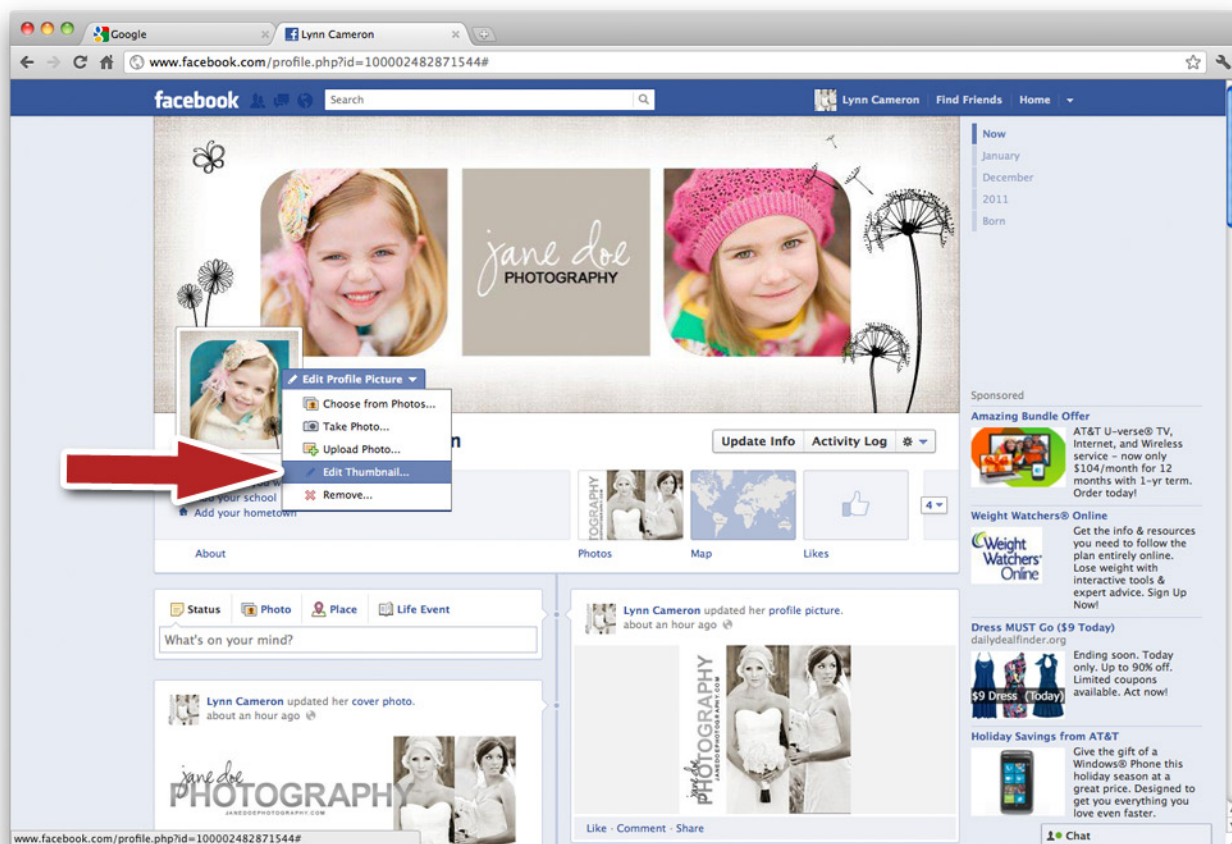 Google
Lynn Cameron
www.facebook.com/profile.php?id=100002482871544#
facebook
Search
Lynn Cameron
Find Friends
Home
Now
January
December
2011
Born
jane doe
PHOTOGRAPHY
Edit Profile Picture
Choose from Photos...
Take Photo...
Upload Photo...
Edit Thumbnail...
Remove...
n
Update Info
Activity Log
you w
dd your school
Add your hometown
About
TOGRAPHY
Photos
Map
Likes
4
Status
Photo
Place
Life Event
What's on your mind?
Lynn Cameron updated her cover photo.
about an hour ago
jane doe
PHOTOGRAPHY
JANEDOEPHOTOGRAPHY.COM
Lynn Cameron updated her profile picture.
about an hour ago
jane doe
PHOTOGRAPHY
JANEDOEPHOTOGRAPHY.COM
Like · Comment · Share
Sponsored
Amazing Bundle Offer
AT&T U-verse® TV,
Internet, and Wireless
service – now only
$104/month for 12
months with 1-yr term.
Order today!
Weight Watchers® Online
Weight
Watchers
Online
Get the info & resources
you need to follow the
plan entirely online.
Lose weight with
interactive tools &
expert advice. Sign Up
Now!
Dress MUST Go ($9 Today)
dailydealfinder.org
$9 Dress (Today)
Ending soon. Today
only. Up to 90% off.
Limited coupons
available. Act now!
Holiday Savings from AT&T
Give the gift of a
Windows® Phone this
holiday season at a
great price. Designed to
get you everything you
love even faster.
Chat
www.facebook.com/profile.php?id=100002482871544#